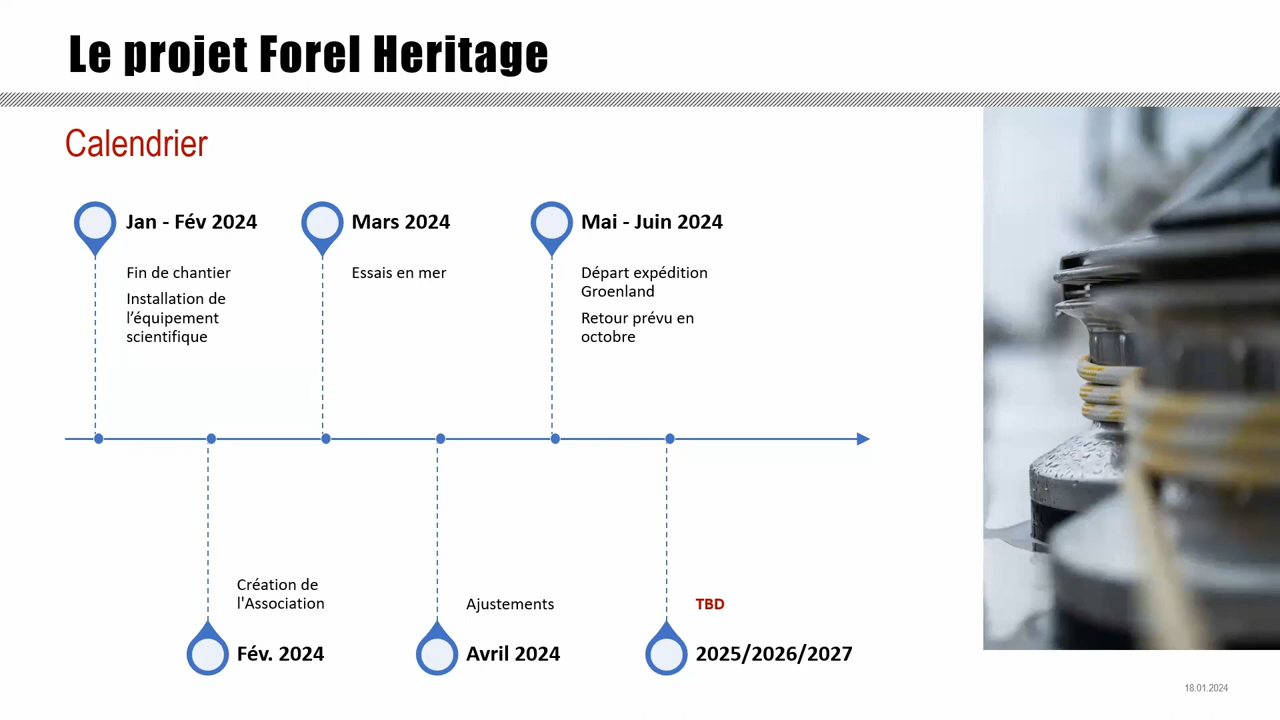 Le projet Forel Heritage
Calendrier
Jan - Fév 2024
Fin de chantier
Installation de
l’équipement
scientifique
Mars 2024
Essais en mer
Mai - Juin 2024
Départ expédition
Groenland
Retour prévu en
octobre
Création de
l'Association
Fév. 2024
Ajustements
Avril 2024
TBD
2025/2026/2027
18.01.2024